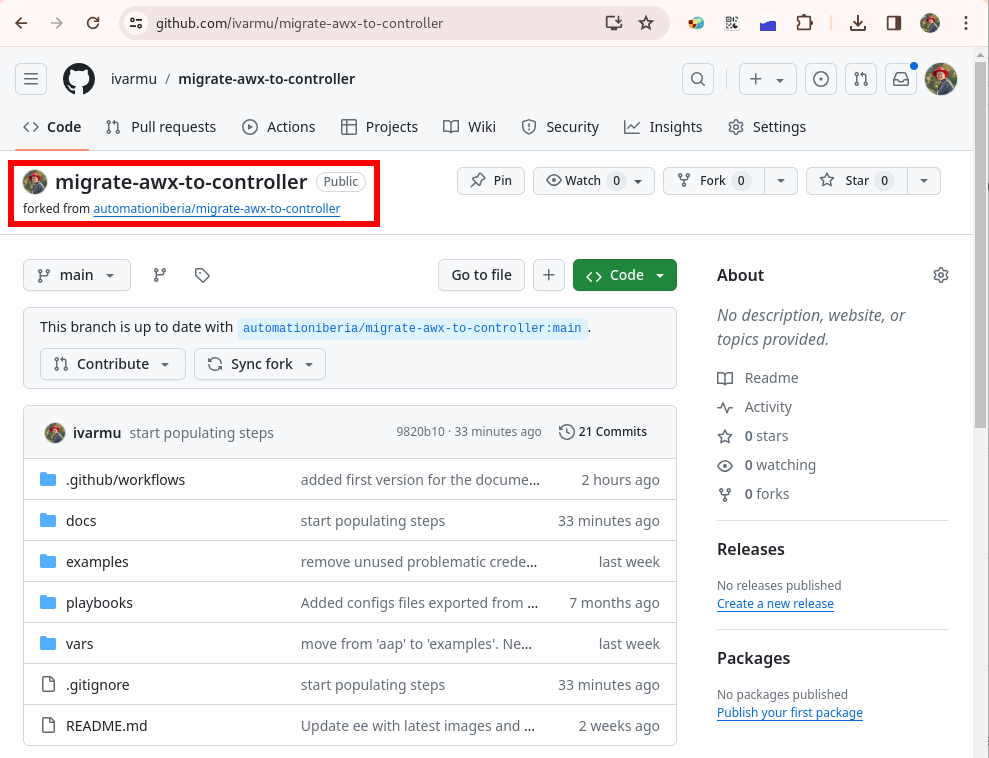 github.com/ivarmu/migrate-awx-to-controller
ivarmu / migrate-awx-to-controller
Code Pull requests Actions Projects Wiki Security Insights Settings
migrate-awx-to-controller Public
forked from automationiberia/migrate-awx-to-controller
Pin Watch 0 Fork 0 Star 0
main Go to file Code
This branch is up to date with automationiberia/migrate-awx-to-controller:main .
Contribute Sync fork
ivarmu start populating steps 9820b10 · 33 minutes ago 21 Commits
.github/workflows added first version for the docume... 2 hours ago
docs start populating steps 33 minutes ago
examples remove unused problematic crede... last week
playbooks Added configs files exported from ... 7 months ago
vars move from 'aap' to 'examples'. Ne... last week
.gitignore start populating steps 33 minutes ago
README.md Update ee with latest images and ... 2 weeks ago
About
No description, website, or
topics provided.
Readme
Activity
0 stars
0 watching
0 forks
Releases
No releases published
Create a new release
Packages
No packages published
Publish your first package